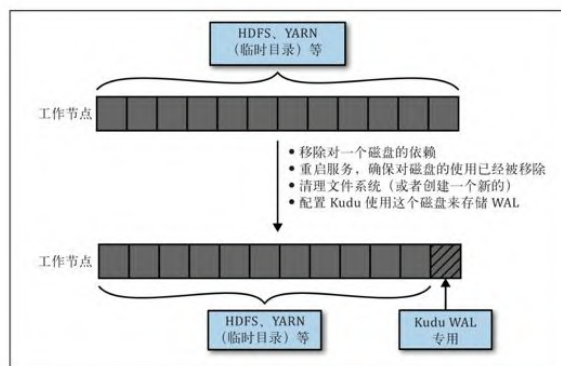 HDFS、YARN
（临时目录）等
工作节点
• 移除对一个磁盘的依赖
• 重启服务，确保对磁盘的使用已经被移除
• 清理文件系统（或者创建一个新的）
• 配置 Kudu 使用这个磁盘来存储 WAL
工作节点
HDFS、YARN
（临时目录）等
Kudu WAL
专用